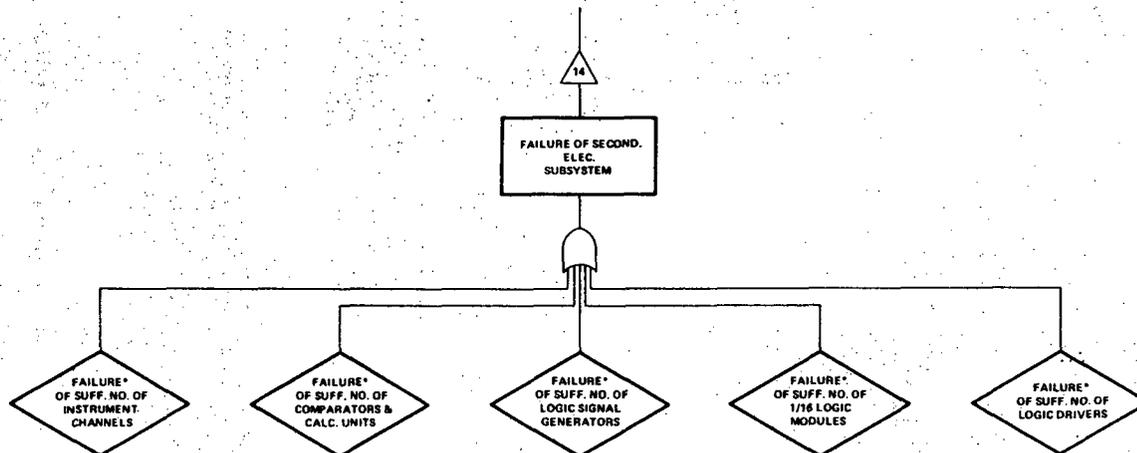 14
FAILURE OF SECOND.
ELEC.
SUBSYSTEM
FAILURE*
OF SUFF. NO. OF
INSTRUMENT
CHANNELS
FAILURE*
OF SUFF. NO. OF
COMPARATORS &
CALC. UNITS
FAILURE*
OF SUFF. NO. OF
LOGIC SIGNAL
GENERATORS
FAILURE*
OF SUFF. NO. OF
1/16 LOGIC
MODULES
FAILURE*
OF SUFF. NO. OF
LOGIC DRIVERS